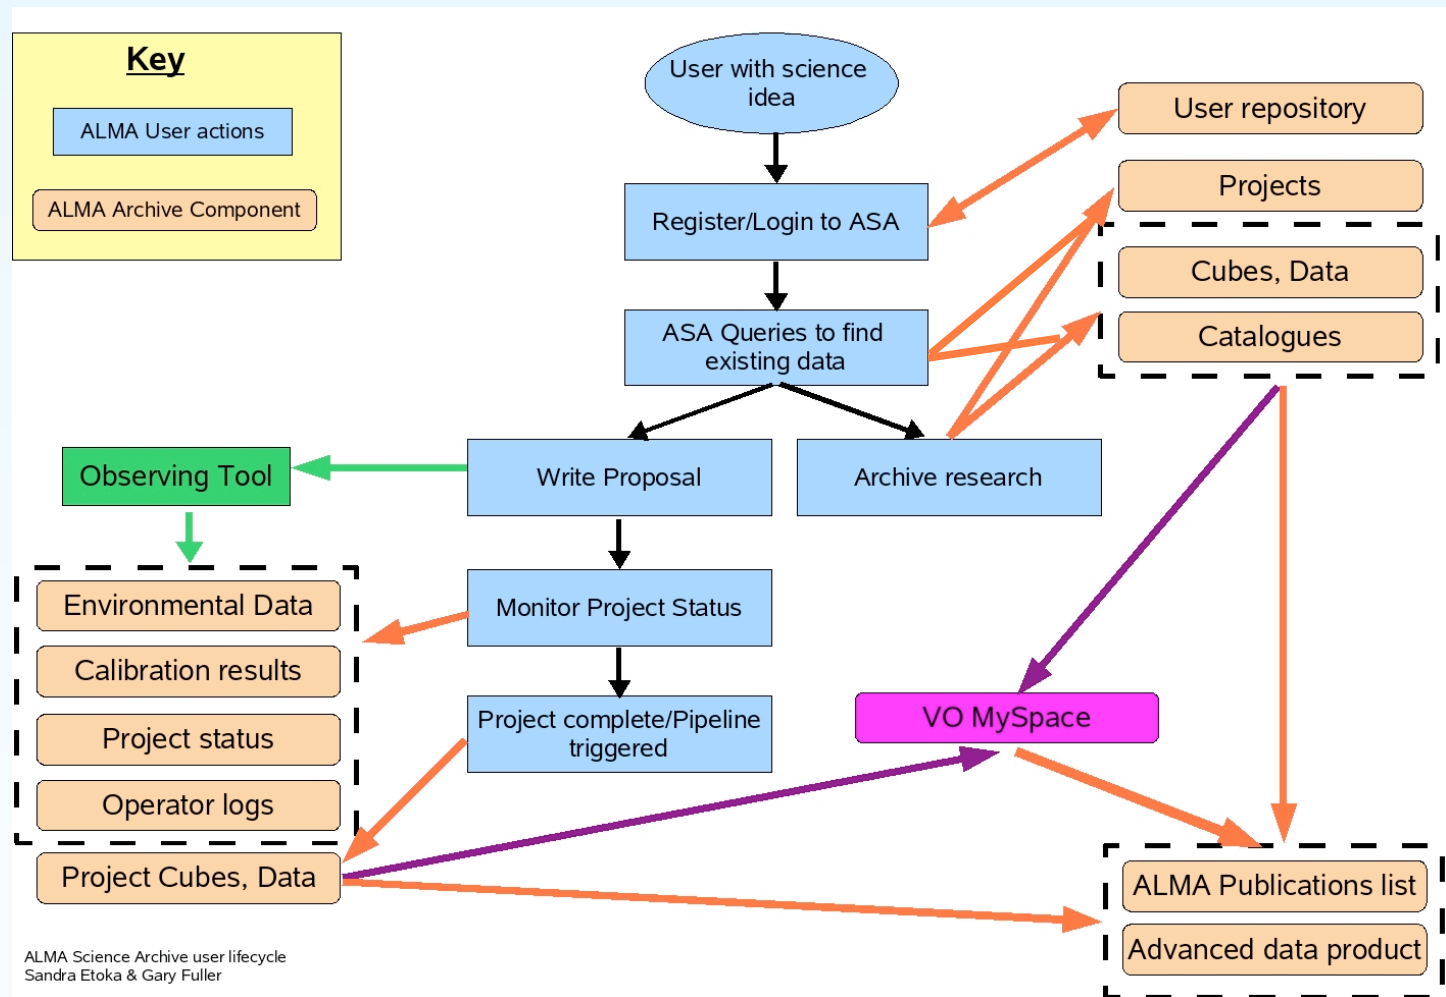 Key
ALMA User actions
ALMA Archive Component
User with science
idea
Register/Login to ASA
ASA Queries to find
existing data
User repository
Projects
Cubes, Data
Catalogues
Write Proposal
Archive research
Observing Tool
Monitor Project Status
Environmental Data
Calibration results
Project status
Operator logs
Project complete/Pipeline
triggered
VO MySpace
Project Cubes, Data
ALMA Publications list
Advanced data product
ALMA Science Archive user lifecycle
Sandra Etoka & Gary Fuller